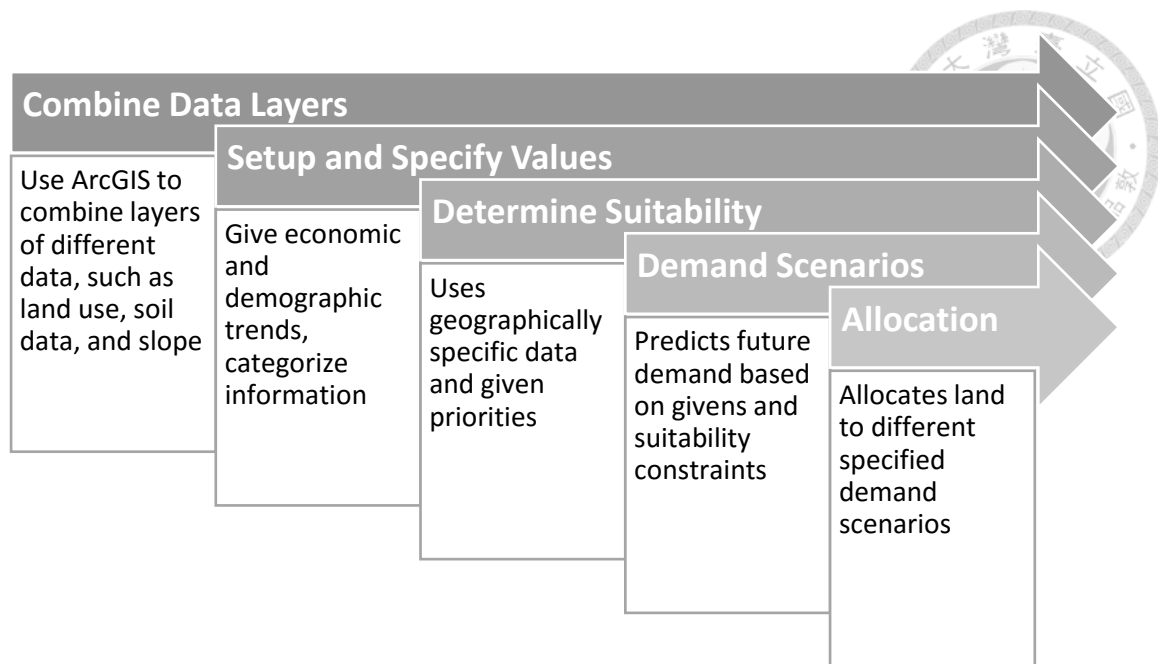 Combine Data Layers
Use ArcGIS to
combine layers
of different
data, such as
land use, soil
data, and slope
Setup and Specify Values
Give economic
and
demographic
trends,
categorize
information
Determine Suitability
Uses
geographically
specific data
and given
priorities
Demand Scenarios
Predicts future
demand based
on givens and
suitability
constraints
Allocation
Allocates land
to different
specified
demand
scenarios